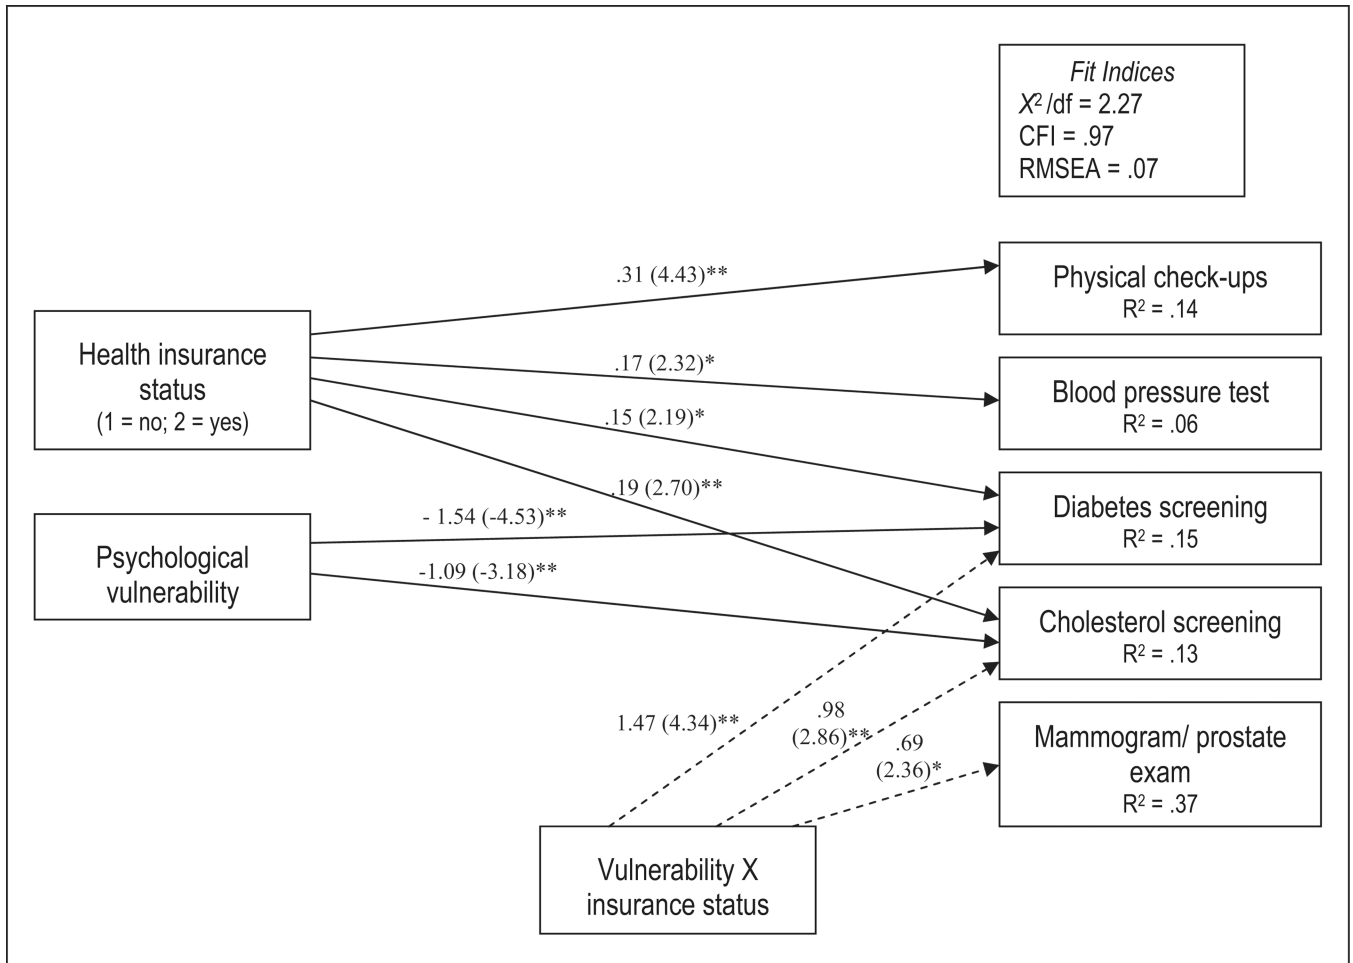 Fit Indices
X² /df = 2.27
CFI = .97
RMSEA = .07
.31 (4.43)**
Physical check-ups
R² = .14
Health insurance
status
(1 = no; 2 = yes)
.17 (2.32)*
Blood pressure test
R² = .06
.15 (2.19)*
.19 (2.70)**
Diabetes screening
R² = .15
- 1.54 (-4.53)**
Psychological
vulnerability
-1.09 (-3.18)**
Cholesterol screening
R² = .13
1.47 (4.34)**
.98
(2.86)**
.69
(2.36)*
Mammogram/ prostate
exam
R² = .37
Vulnerability X
insurance status